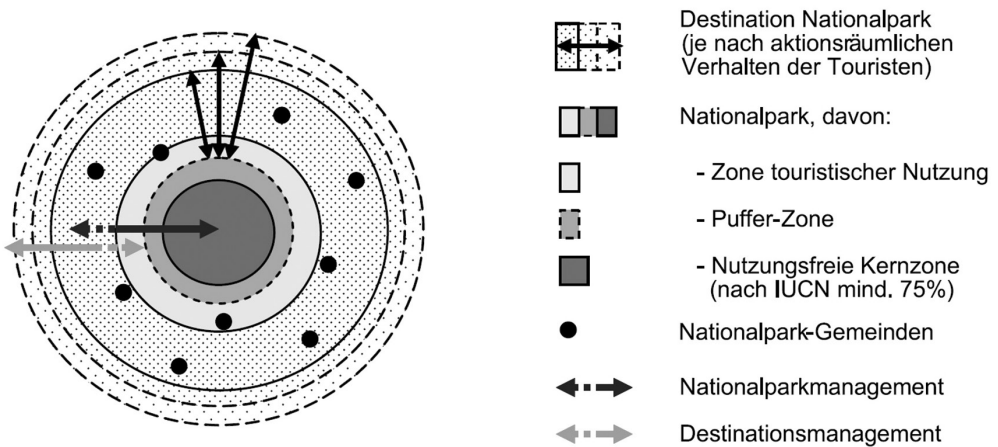 Destination Nationalpark
(je nach aktionsräumlichen
Verhalten der Touristen)
Nationalpark, davon:
- Zone touristischer Nutzung
- Puffer-Zone
- Nutzungsfreie Kernzone
(nach IUCN mind. 75%)
Nationalpark-Gemeinden
Nationalparkmanagement
Destinationsmanagement